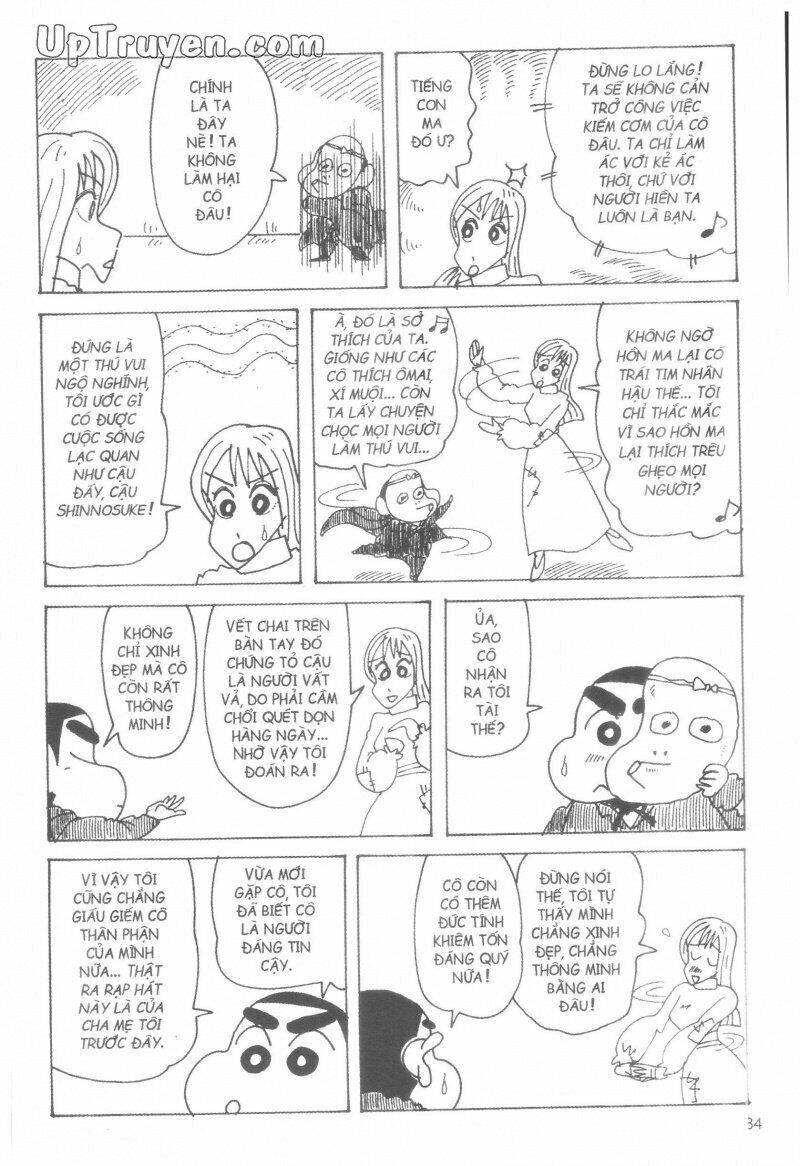 UpTruyen.com
CHÍNH
LÀ TA
ĐÂY
NÈ! TA
KHÔNG
LÀM HẠI
CÔ
ĐÂU!
TIẾNG
CON
MA
ĐÓ Ư?
ĐỪNG LO LẮNG!
TA SẼ KHÔNG CẢN
TRỞ CÔNG VIỆC
KIẾM CƠM CỦA CÔ
ĐÂU. TA CHỈ LÀM
ÁC VỚI KẺ ÁC
THÔI, CHỨ VỚI
NGƯỜI HIỀN TA
LUÔN LÀ BẠN.
ĐÚNG LÀ
MỘT THÚ VUI
NGỘ NGHĨNH,
TÔI ƯỚC GÌ
CÓ ĐƯỢC
CUỘC SỐNG
LẠC QUAN
NHƯ CẬU
ĐẤY, CẬU
SHINNOSUKE!
À, ĐÓ LÀ SỞ
THÍCH CỦA TA.
GIỐNG NHƯ CÁC
CÔ THÍCH ÔMAI,
XÍ MUỘI... CÒN
TA LẤY CHUYỆN
CHỌC MỌI NGƯỜI
LÀM THÚ VUI...
KHÔNG NGỜ
HỒN MA LẠI CÓ
TRÁI TIM NHÂN
HẬU THẾ... TÔI
CHỈ THẮC MẮC
VÌ SAO HỒN MA
LẠI THÍCH TRÊU
GHẸO MỌI
NGƯỜI?
KHÔNG
CHỈ XINH
ĐẸP MÀ CÔ
CÒN RẤT
THÔNG
MINH!
VẾT CHAI TRÊN
BÀN TAY ĐÓ
CHỨNG TỎ CẬU
LÀ NGƯỜI VẤT
VẢ, DO PHẢI CẦM
CHỔI QUÉT DỌN
HÀNG NGÀY...
NHỜ VẬY TÔI
ĐOÁN RA!
ỦA,
SAO
CÔ
NHẬN
RA TÔI
TÀI
THẾ?
VÌ VẬY TÔI
CŨNG CHẲNG
GIẤU GIẾM CÔ
THÂN PHẬN
CỦA MÌNH
NỮA... THẬT
RA RẠP HÁT
NÀY LÀ CỦA
CHA MẸ TÔI
TRƯỚC ĐÂY.
VỪA MỚI
GẶP CÔ, TÔI
ĐÃ BIẾT CÔ
LÀ NGƯỜI
ĐÁNG TIN
CẬY.
CÔ CÒN
CÓ THÊM
ĐỨC TÍNH
KHIÊM TỐN
ĐÁNG QUÝ
NỮA!
ĐỪNG NÓI
THẾ, TÔI TỰ
THẤY MÌNH
CHẲNG XINH
ĐẸP, CHẲNG
THÔNG MINH
BẰNG AI
ĐÂU!
34